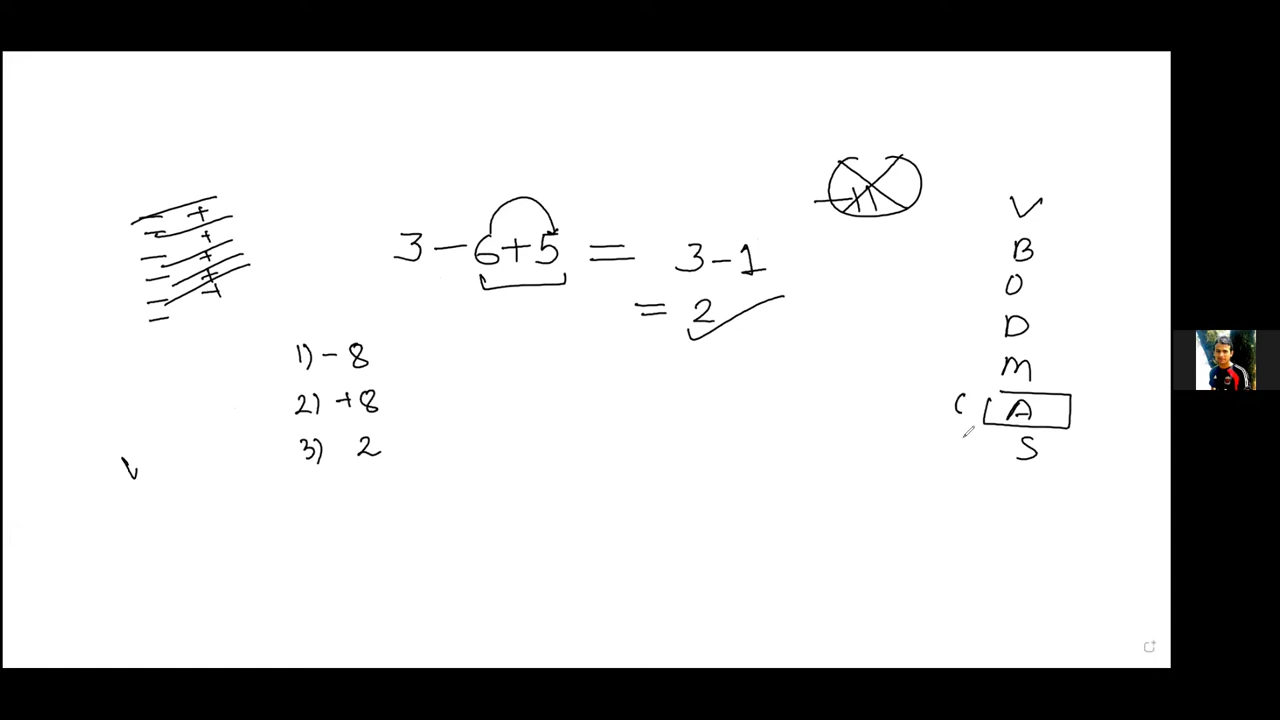 3 - 6 + 5 = 3 - 1
= 2
1) - 8
2) + 8
3) 2
V
B
O
D
M
A
S